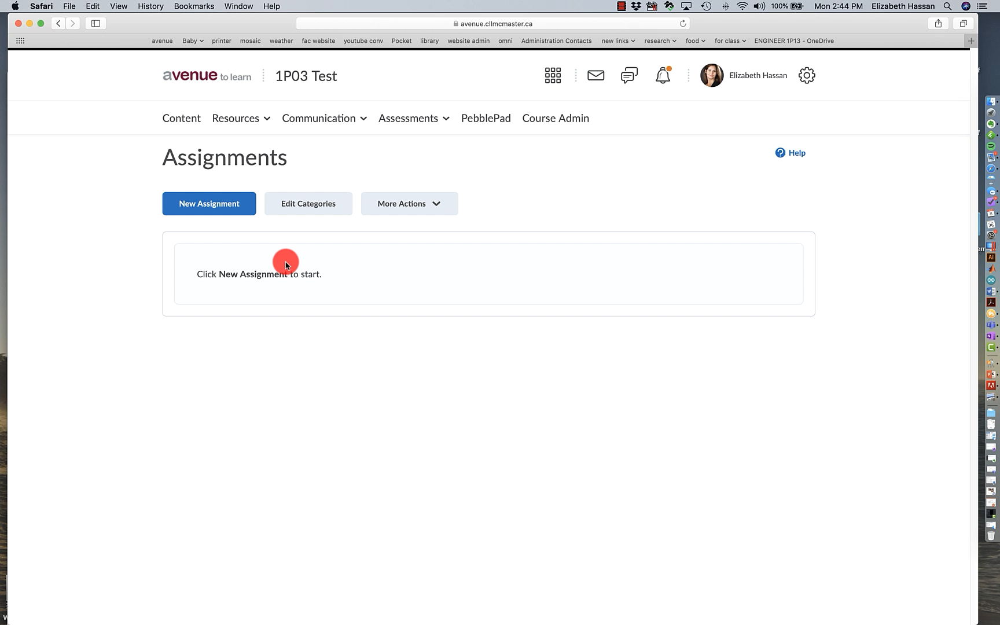 Safari File Edit View History Bookmarks Window Help 100% Mon 2:44 PM Elizabeth Hassan
avenue.cllmcmaster.ca
avenue Baby printer mosaic weather fac website youtube conv Pocket library website admin omni Administration Contacts new links research food for class ENGINEER 1P13 - OneDrive
avenue to learn 1P03 Test Elizabeth Hassan
Content Resources Communication Assessments PebblePad Course Admin
Assignments
Help
New Assignment Edit Categories More Actions
Click New Assignment to start.